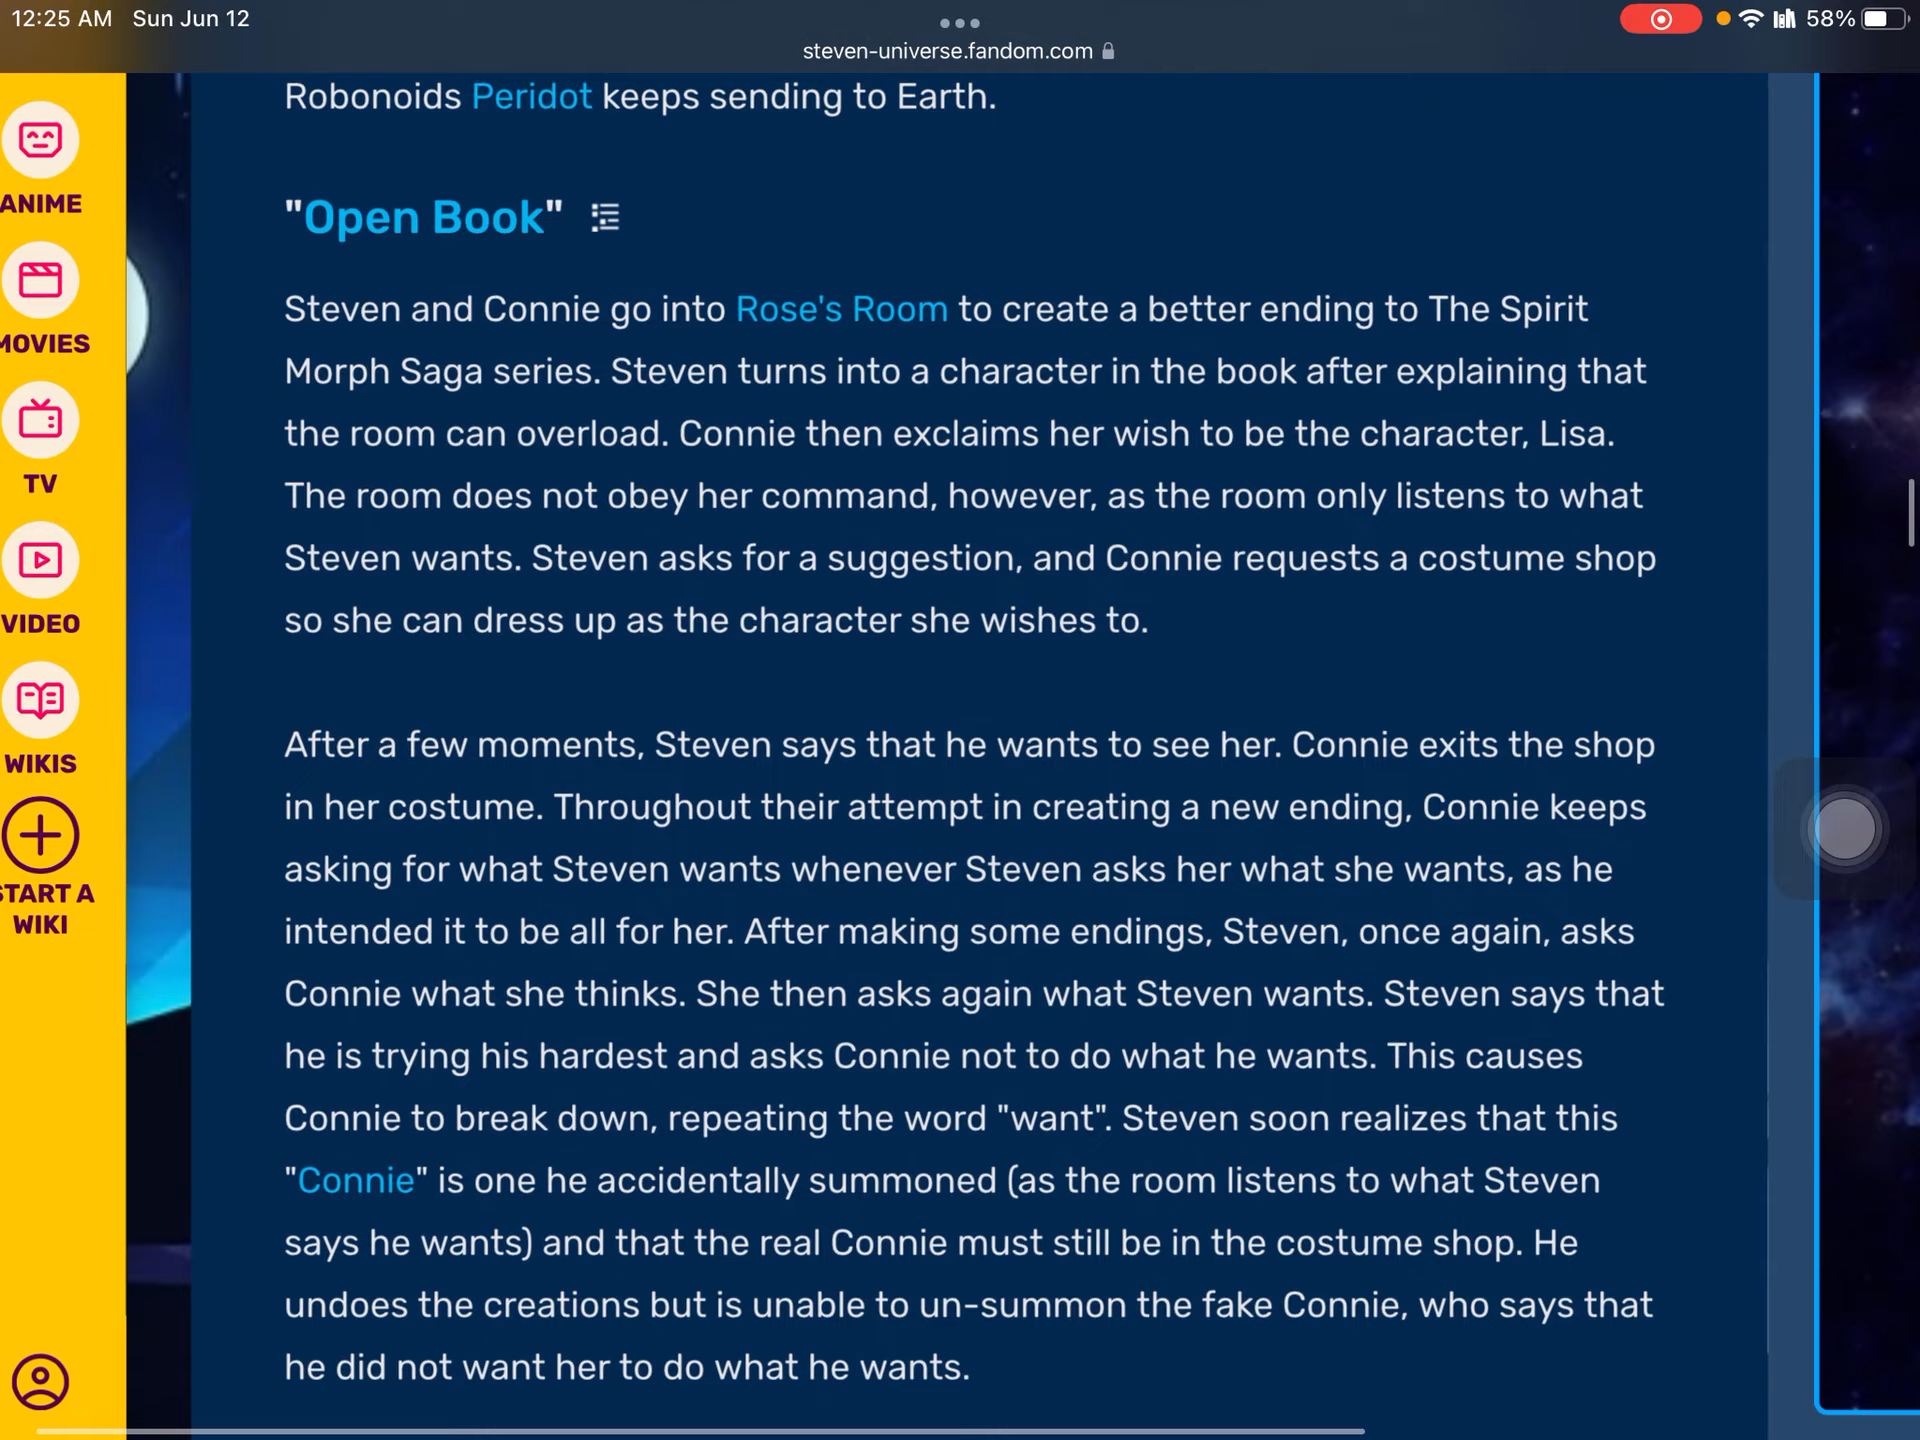 12:25 AM Sun Jun 12
58%
steven-universe.fandom.com
ANIME
MOVIES
TV
VIDEO
WIKIS
START A
WIKI
Robonoids Peridot keeps sending to Earth.
"Open Book"
Steven and Connie go into Rose's Room to create a better ending to The Spirit
Morph Saga series. Steven turns into a character in the book after explaining that
the room can overload. Connie then exclaims her wish to be the character, Lisa.
The room does not obey her command, however, as the room only listens to what
Steven wants. Steven asks for a suggestion, and Connie requests a costume shop
so she can dress up as the character she wishes to.
After a few moments, Steven says that he wants to see her. Connie exits the shop
in her costume. Throughout their attempt in creating a new ending, Connie keeps
asking for what Steven wants whenever Steven asks her what she wants, as he
intended it to be all for her. After making some endings, Steven, once again, asks
Connie what she thinks. She then asks again what Steven wants. Steven says that
he is trying his hardest and asks Connie not to do what he wants. This causes
Connie to break down, repeating the word "want". Steven soon realizes that this
"Connie" is one he accidentally summoned (as the room listens to what Steven
says he wants) and that the real Connie must still be in the costume shop. He
undoes the creations but is unable to un-summon the fake Connie, who says that
he did not want her to do what he wants.